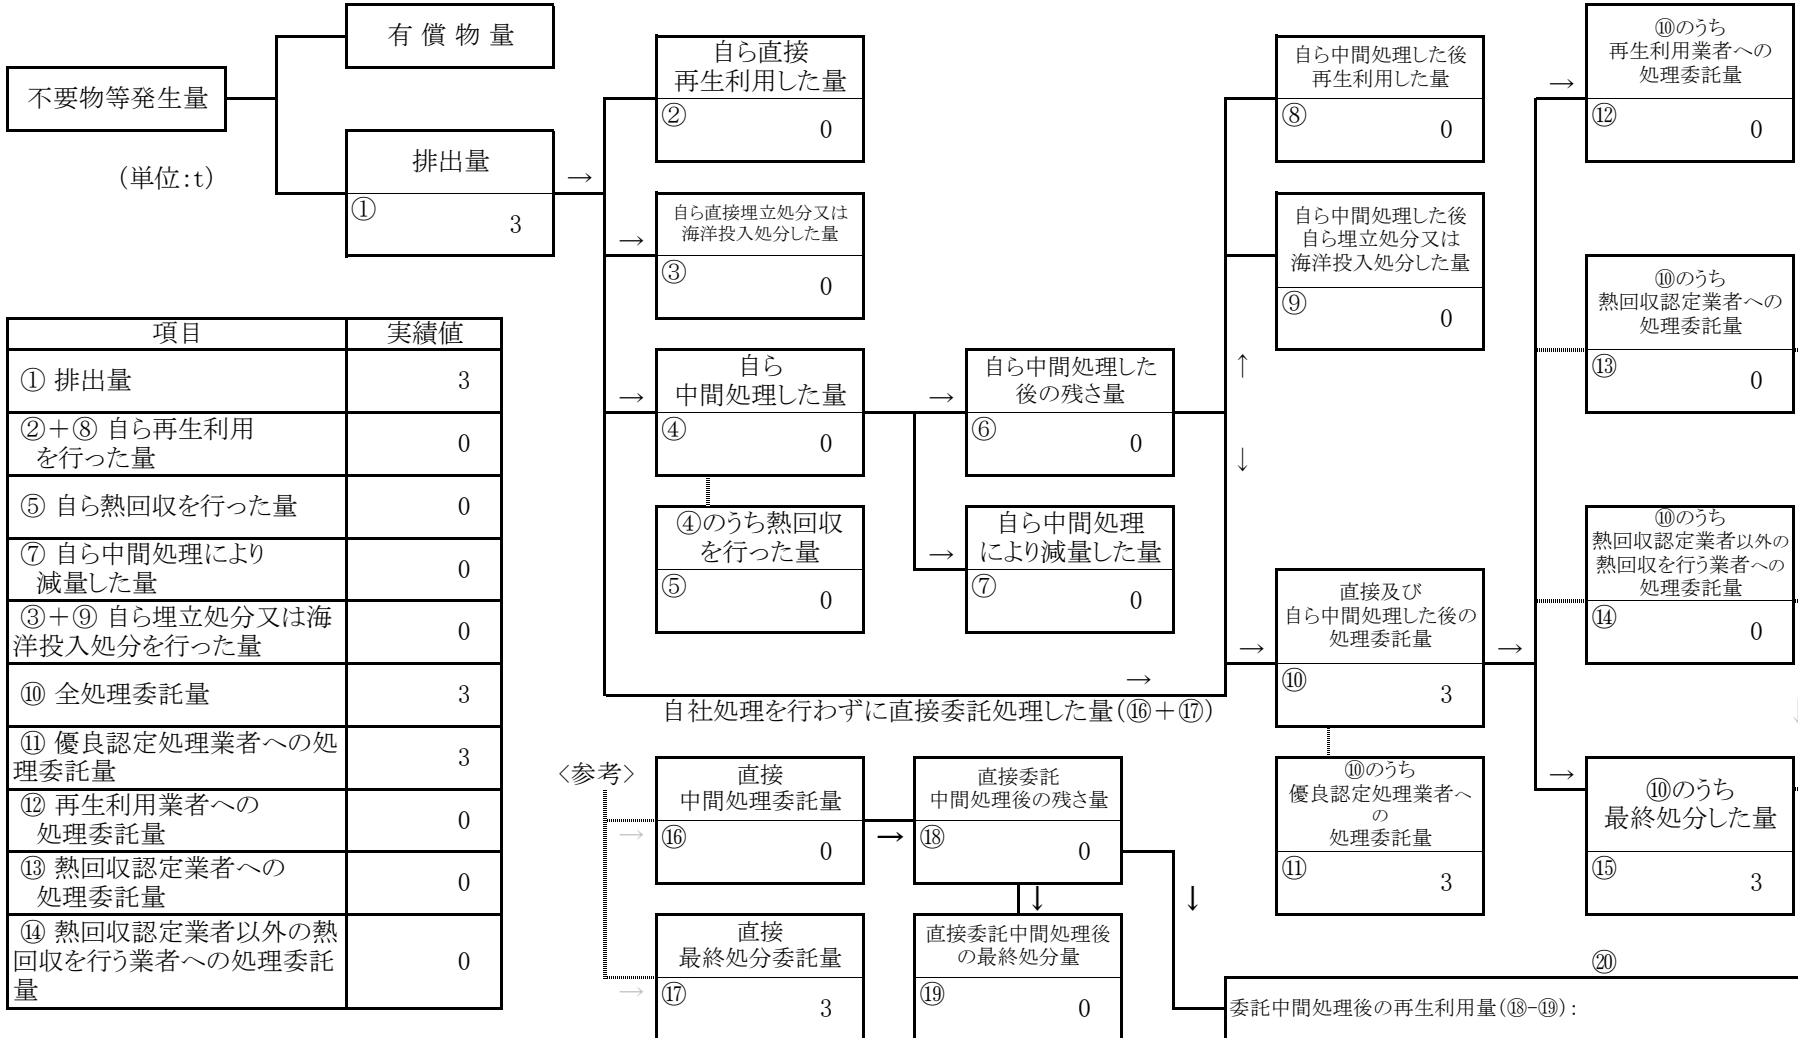 不要物等発生量
(単位:t)
有 償 物 量
排出量
①
3
→
自ら直接
再生利用した量
②
0
→
自ら直接埋立処分又は
海洋投入処分した量
③
0
→
自ら
中間処理した量
④
0
④のうち熱回収
を行った量
⑤
0
→
自ら中間処理した
後の残さ量
⑥
0
→
自ら中間処理
により減量した量
⑦
0
自ら中間処理した後
再生利用した量
⑧
0
自ら中間処理した後
自ら埋立処分又は
海洋投入処分した量
⑨
0
↑
↓
→
自社処理を行わずに直接委託処理した量(⑯+⑰)
→
直接及び
自ら中間処理した後の
処理委託量
⑩
3
→
⑩のうち
優良認定処理業者へ
の
処理委託量
⑪
3
→
⑩のうち
再生利用業者への
処理委託量
⑫
0
⑩のうち
熱回収認定業者への
処理委託量
⑬
0
⑩のうち
熱回収認定業者以外の
熱回収を行う業者への
処理委託量
⑭
0
→
⑩のうち
最終処分した量
⑮
3
項目 実績値
① 排出量 3
②+⑧ 自ら再生利用
を行った量 0
⑤ 自ら熱回収を行った量 0
⑦ 自ら中間処理により
減量した量 0
③+⑨ 自ら埋立処分又は海
洋投入処分を行った量 0
⑩ 全処理委託量 3
⑪ 優良認定処理業者への処
理委託量 3
⑫ 再生利用業者への
処理委託量 0
⑬ 熱回収認定業者への
処理委託量 0
⑭ 熱回収認定業者以外の熱
回収を行う業者への処理委託
量 0
<参考>
→
直接
中間処理委託量
⑯
0
→
直接委託
中間処理後の残さ量
⑱
0
↓
↓
→
直接
最終処分委託量
⑰
3
直接委託中間処理後
の最終処分量
⑲
0
⑳
委託中間処理後の再生利用量(⑱-⑲):